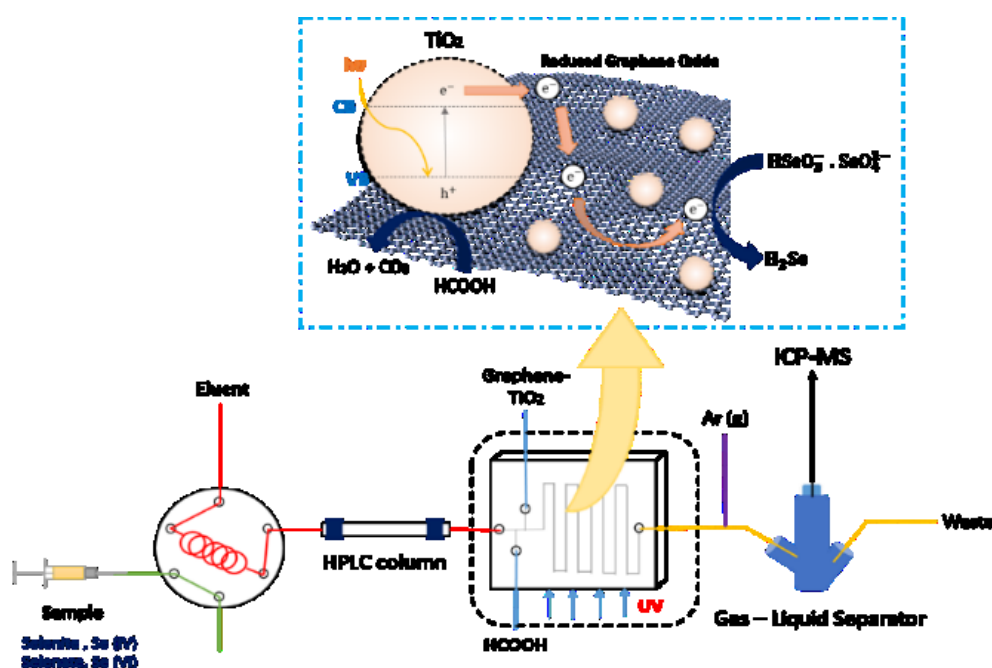 TiO₂
hν
Reduced Graphene Oxide
e⁻
e⁻
CB
HSeO₃⁻ . SeO₄²⁻
e⁻
VB
h⁺
e⁻
H₂O + CO₂
HCOOH
H₂Se
ICP-MS
Graphene-
TiO₂
Eluent
Ar (g)
Waste
HPLC column
UV
Sample
HCOOH
Gas – Liquid Separator
Selenite , Se (IV)
Selenate, Se (VI)